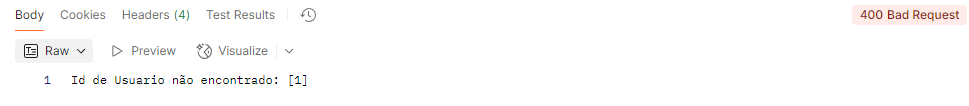 Body Cookies Headers (4) Test Results 400 Bad Request
Raw Preview Visualize
1 Id de Usuario não encontrado: [1]